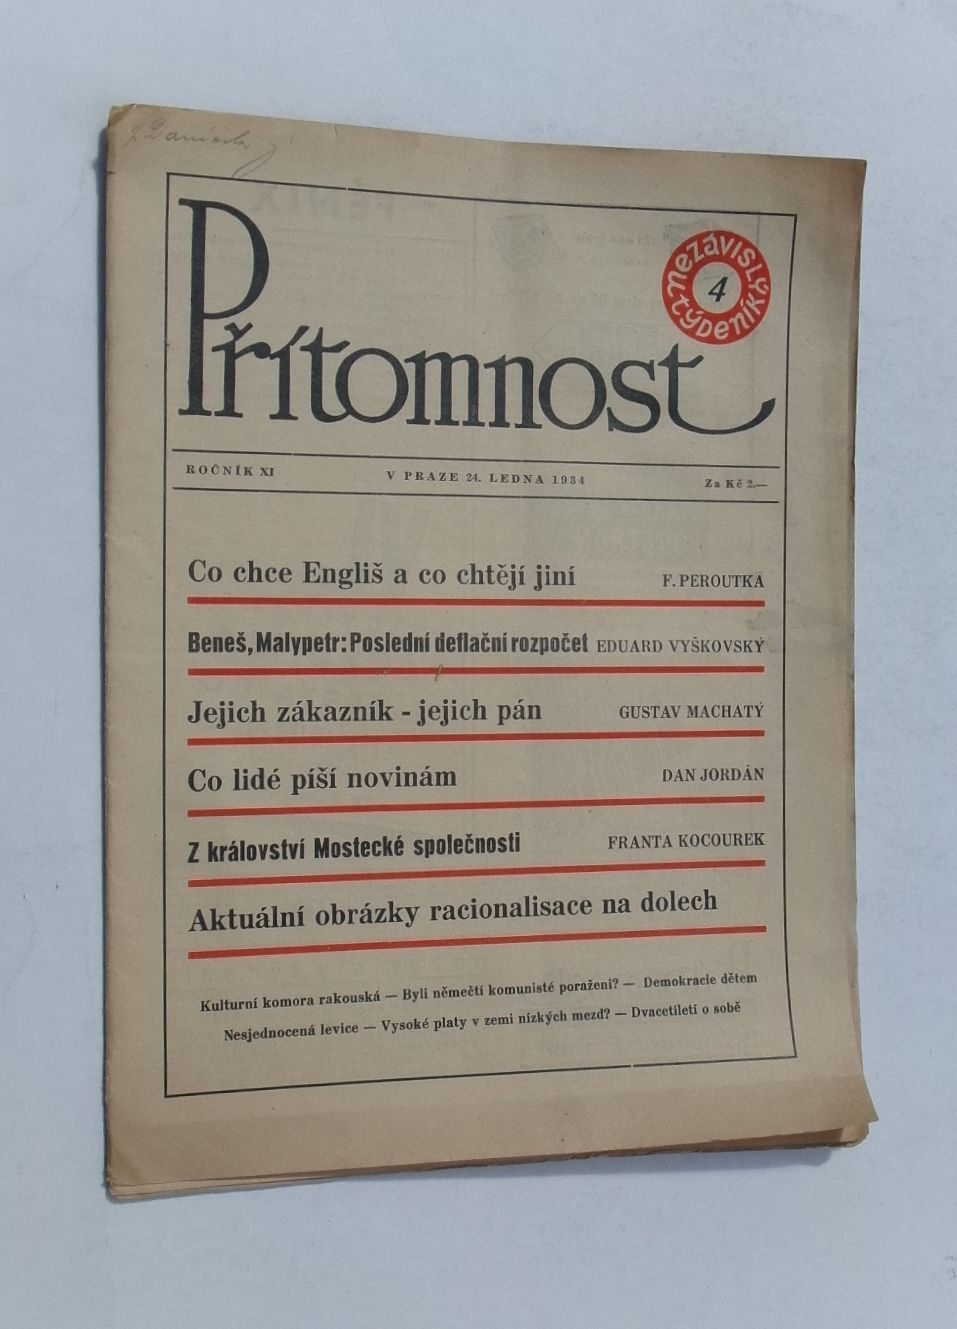 Přítomnost
nezávislý týdeník
4
ROČNÍK XI V PRAZE 24. LEDNA 1934 Za Kč 2.—
Co chce Engliš a co chtějí jiní F. PEROUTKA
Beneš, Malypetr: Poslední deflační rozpočet EDUARD VYŠKOVSKÝ
Jejich zákazník - jejich pán GUSTAV MACHATÝ
Co lidé píší novinám DAN JORDÁN
Z království Mostecké společnosti FRANTA KOCOUREK
Aktuální obrázky racionalisace na dolech
Kulturní komora rakouská — Byli němečtí komunisté poraženi? — Demokracie dětem
Nesjednocená levice — Vysoké platy v zemi nízkých mezd? — Dvacetiletí o sobě